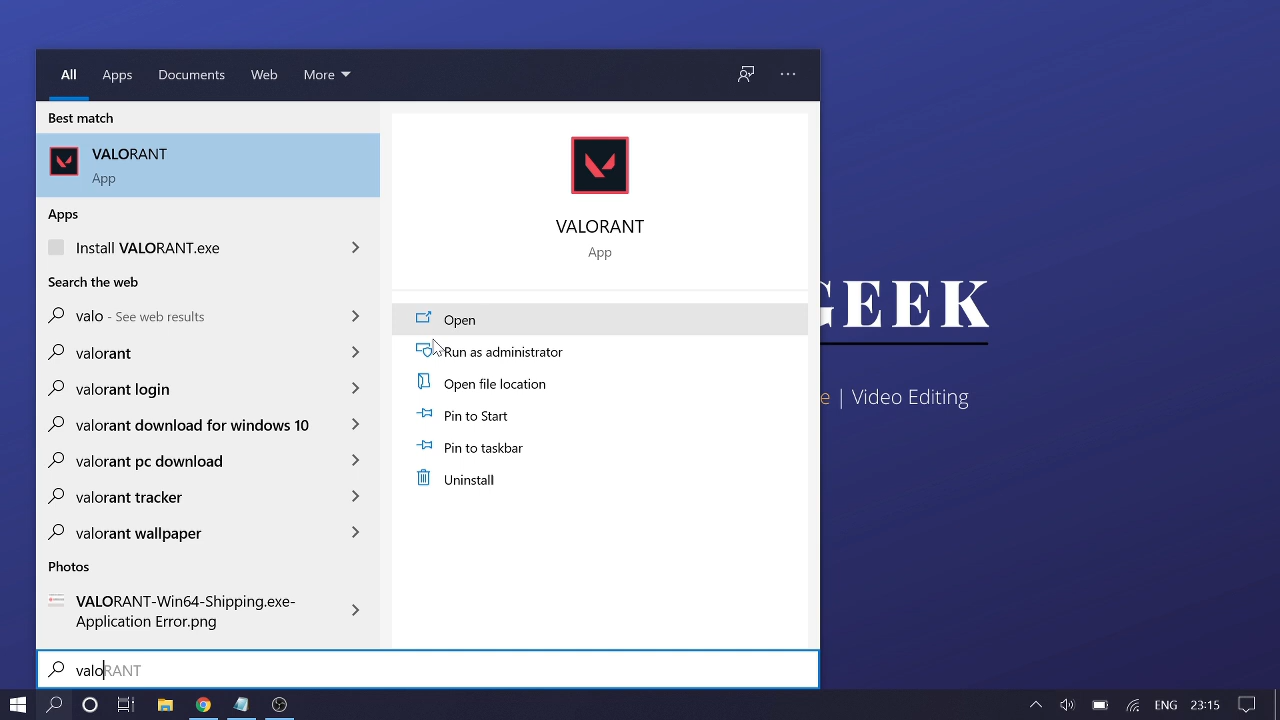 All Apps Documents Web More
Best match
VALORANT
App
Apps
Install VALORANT.exe
Search the web
valo - See web results
valorant
valorant login
valorant download for windows 10
valorant pc download
valorant tracker
valorant wallpaper
Photos
VALORANT-Win64-Shipping.exe-
Application Error.png
valoRANT
VALORANT
App
Open
Run as administrator
Open file location
Pin to Start
Pin to taskbar
Uninstall
GEEK
e | Video Editing
ENG 23:15